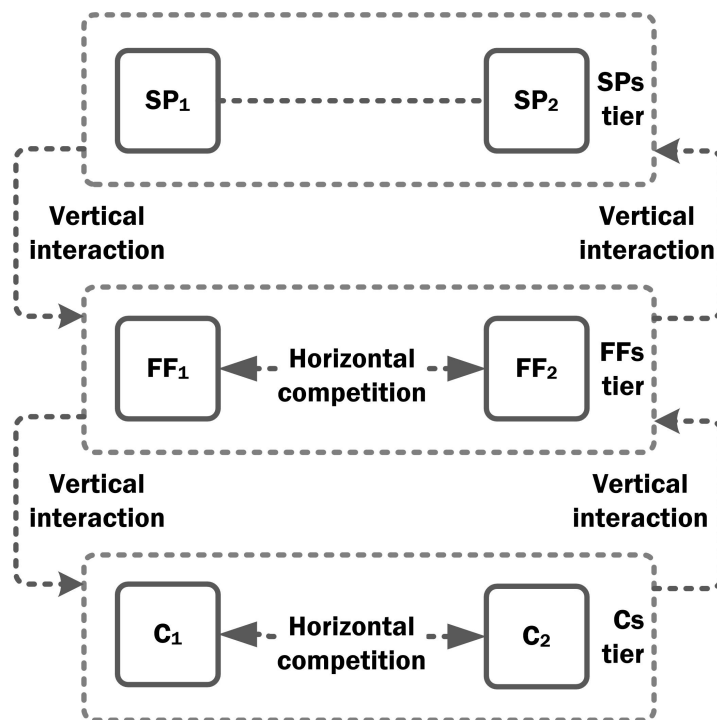 SP₁
SP₂
SPs
tier
Vertical
interaction
Vertical
interaction
FF₁
Horizontal
competition
FF₂
FFs
tier
Vertical
interaction
Vertical
interaction
C₁
Horizontal
competition
C₂
Cs
tier